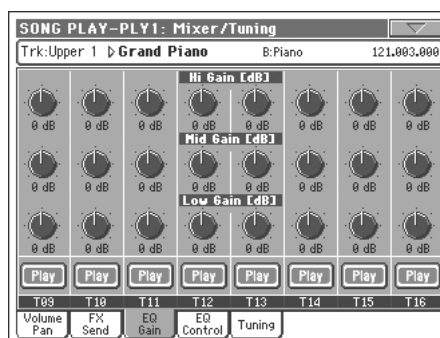 SONG PLAY-PLY1: Mixer/Tuning
Trk:Upper 1 Grand Piano B:Piano 121.003.000
Hi Gain [dB]
0 dB 0 dB 0 dB 0 dB 0 dB 0 dB 0 dB 0 dB
Mid Gain [dB]
0 dB 0 dB 0 dB 0 dB 0 dB 0 dB 0 dB 0 dB
Low Gain [dB]
0 dB 0 dB 0 dB 0 dB 0 dB 0 dB 0 dB 0 dB
Play Play Play Play Play Play Play Play
T09 T10 T11 T12 T13 T14 T15 T16
Volume FX EQ EQ Tuning
Pan Send Gain Control